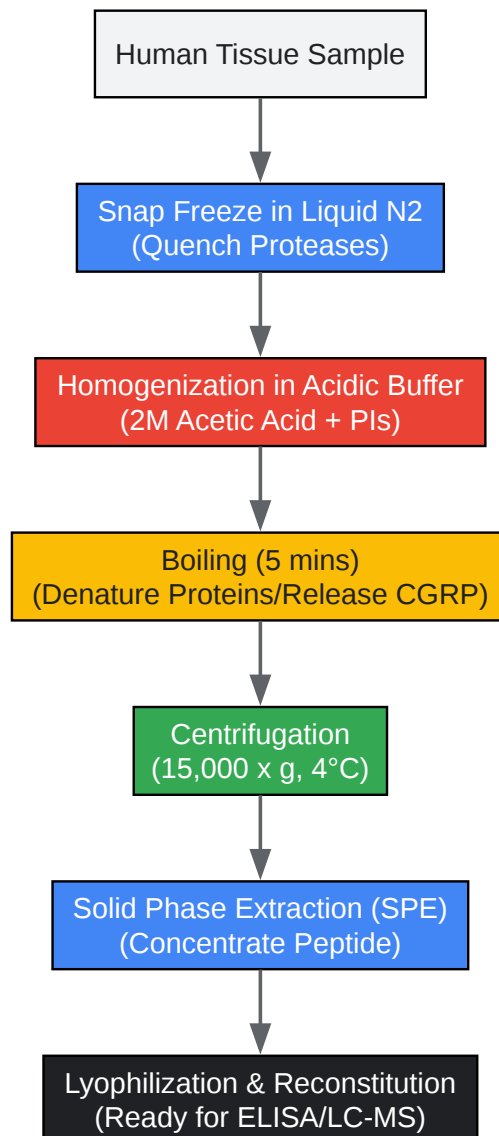 Human Tissue Sample
Snap Freeze in Liquid N2
(Quench Proteases)
Homogenization in Acidic Buffer
(2M Acetic Acid + PIs)
Boiling (5 mins)
(Denature Proteins/Release CGRP)
Centrifugation
(15,000 x g, 4°C)
Solid Phase Extraction (SPE)
(Concentrate Peptide)
Lyophilization & Reconstitution
(Ready for ELISA/LC-MS)